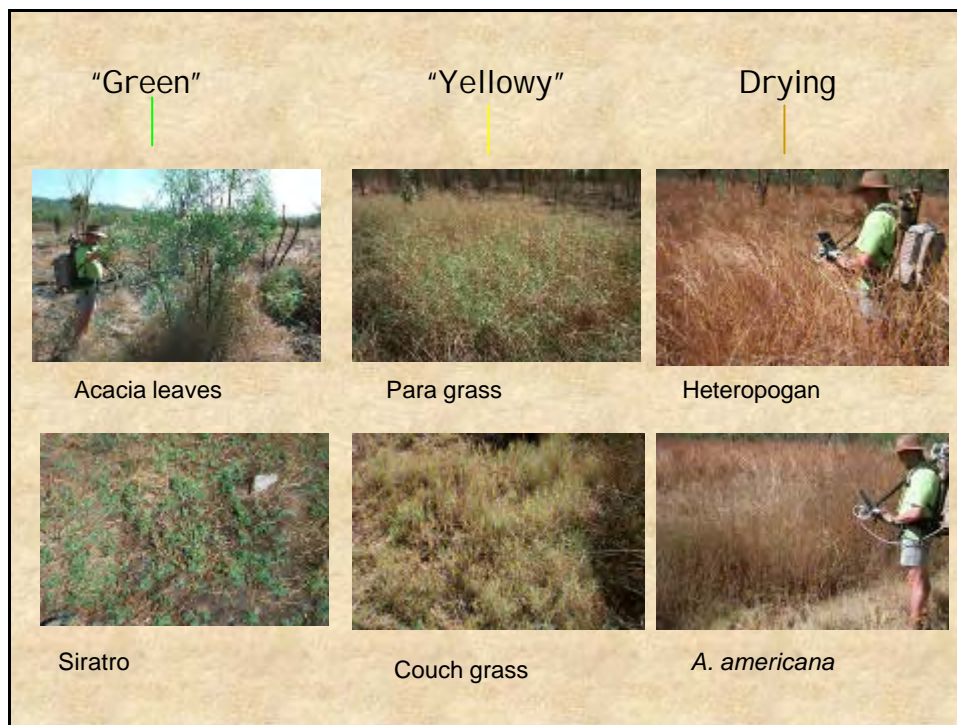 “Green” “Yellowy” Drying
Acacia leaves Para grass Heteropogan
Siratro Couch grass A. americana